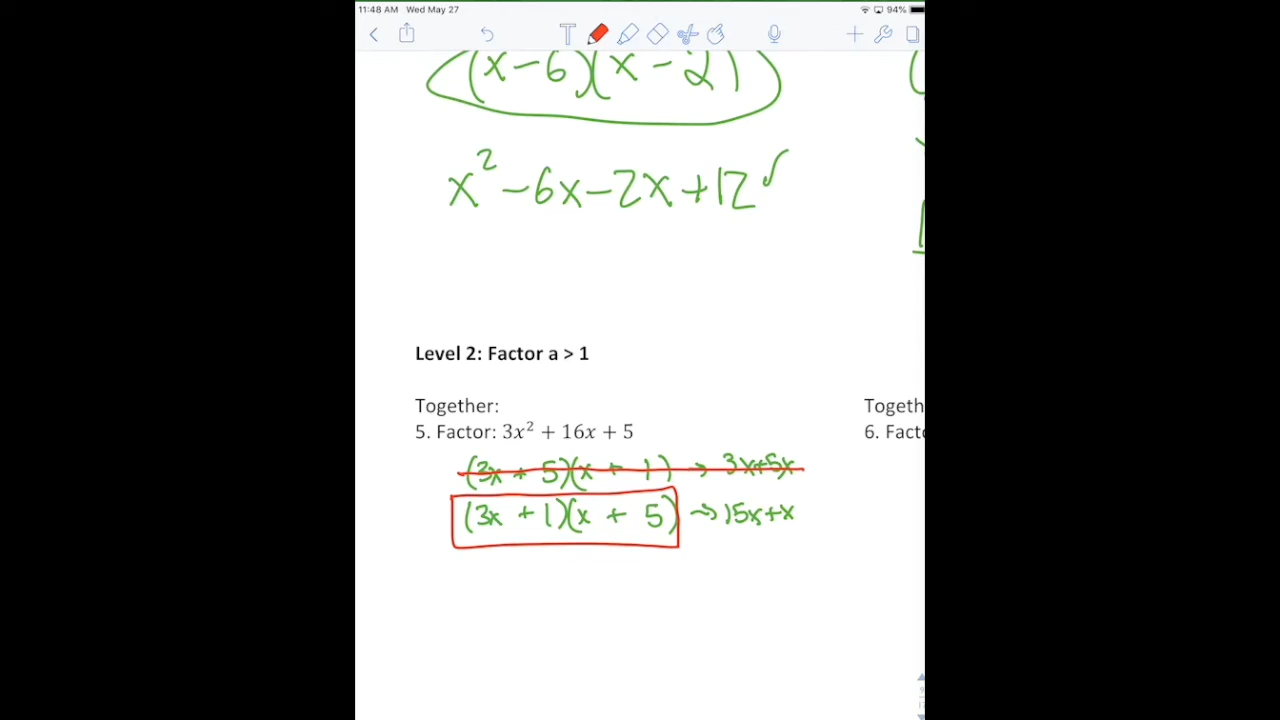 11:48 AM Wed May 27 94%
T
(x-6)(x-2)
x²-6x-2x+12✓
Level 2: Factor a > 1
Together:
5. Factor: 3x² + 16x + 5
(3x + 5)(x + 1) → 3x+5x
(3x + 1)(x + 5) → 15x+x
Togeth
6. Facto